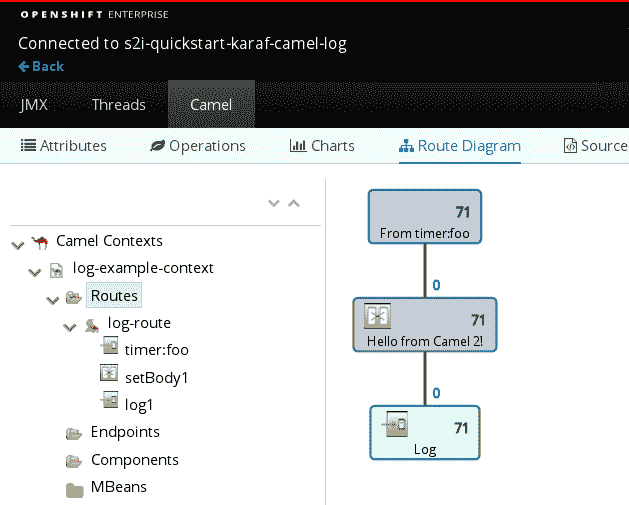 OPENSHIFT ENTERPRISE
Connected to s2i-quickstart-karaf-camel-log
Back
JMX Threads Camel
Attributes Operations Charts Route Diagram Source
Camel Contexts
log-example-context
Routes
log-route
timer:foo
setBody1
log1
Endpoints
Components
MBeans
71
From timer:foo
0
71
Hello from Camel 2!
0
71
Log